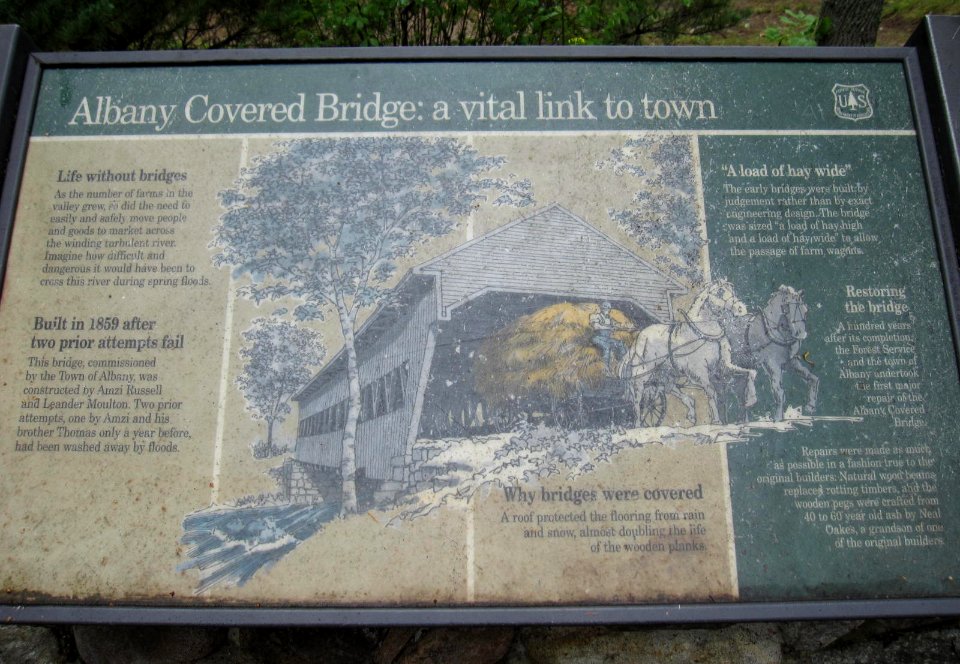 Albany Covered Bridge: a vital link to town
U S
Life without bridges
As the number of farms in the
valley grew, so did the need to
easily and safely move people
and goods to market across
the winding turbulent river.
Imagine how difficult and
dangerous it would have been to
cross this river during spring floods.
Built in 1859 after
two prior attempts fail
This bridge, commissioned
by the Town of Albany, was
constructed by Amzi Russell
and Leander Moulton. Two prior
attempts, one by Amzi and his
brother Thomas only a year before,
had been washed away by floods.
Why bridges were covered
A roof protected the flooring from rain
and snow, almost doubling the life
of the wooden planks.
"A load of hay wide"
The early bridges were built by
judgement rather than by exact
engineering design. The bridge
was sized "a load of hay high
and a load of hay wide" to allow
the passage of farm wagons.
Restoring
the bridge
A hundred years
after its completion,
the Forest Service
and the town of
Albany undertook
the first major
repair of the
Albany Covered
Bridge.
Repairs were made as much
as possible in a fashion true to the
original builders: Natural wood beams
replaced rotting timbers, and the
wooden pegs were crafted from
40 to 60 year old ash by Neal
Oakes, a grandson of one
of the original builders.